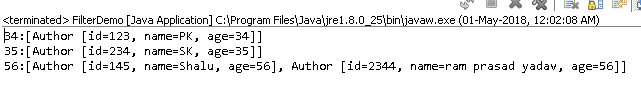 <terminated> FilterDemo [Java Application] C:\Program Files\Java\jre1.8.0_25\bin\javaw.exe (01-May-2018, 12:02:08 AM)
34:[Author [id=123, name=PK, age=34]]
35:[Author [id=234, name=SK, age=35]]
56:[Author [id=145, name=Shalu, age=56], Author [id=2344, name=ram prasad yadav, age=56]]